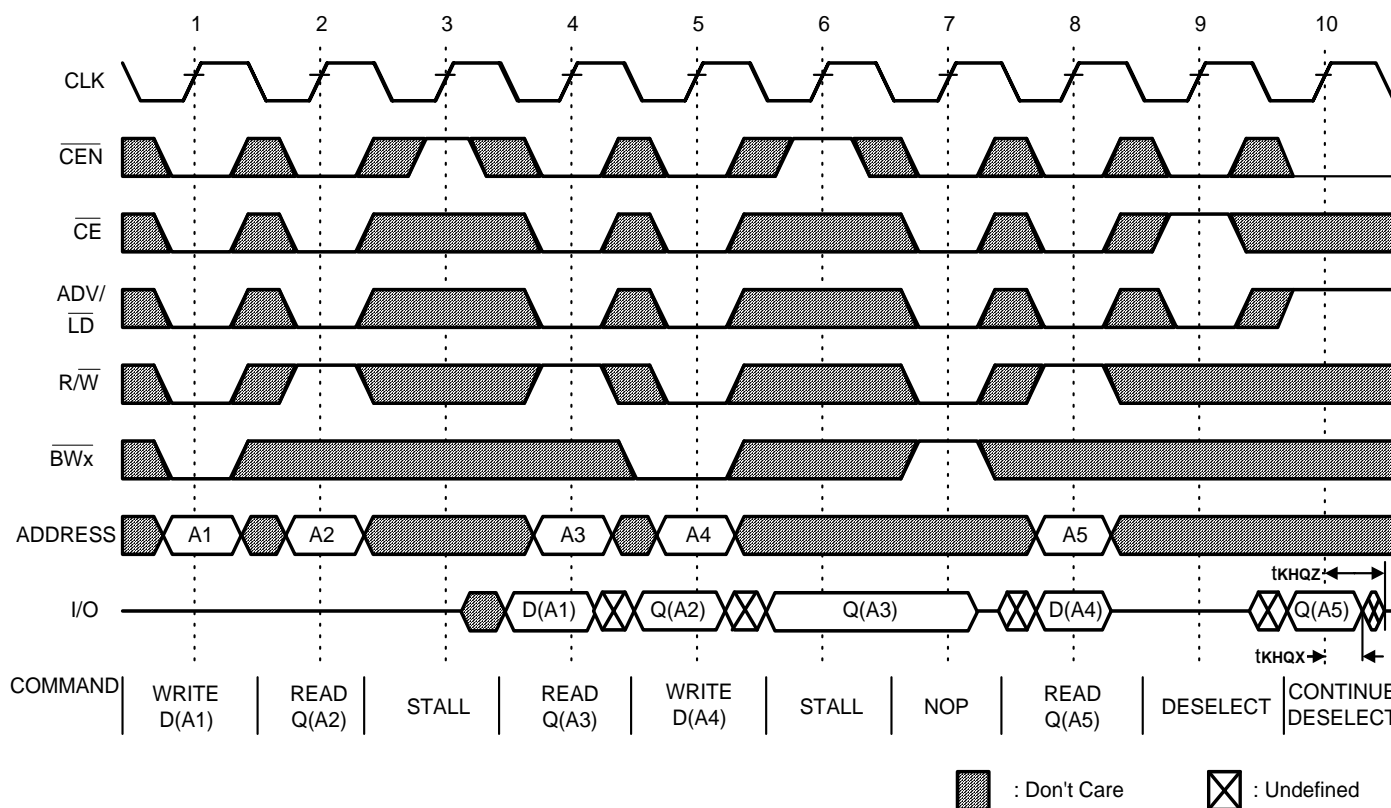 1 2 3 4 5 6 7 8 9 10
CLK
CEN
CE
ADV/
LD
R/W
BWx
ADDRESS A1 A2 A3 A4 A5
tKHQZ
I/O D(A1) Q(A2) Q(A3) D(A4) Q(A5)
tKHQX
COMMAND
WRITE D(A1)
READ Q(A2)
STALL
READ Q(A3)
WRITE D(A4)
STALL
NOP
READ Q(A5)
DESELECT
CONTINUE DESELECT
: Don't Care : Undefined